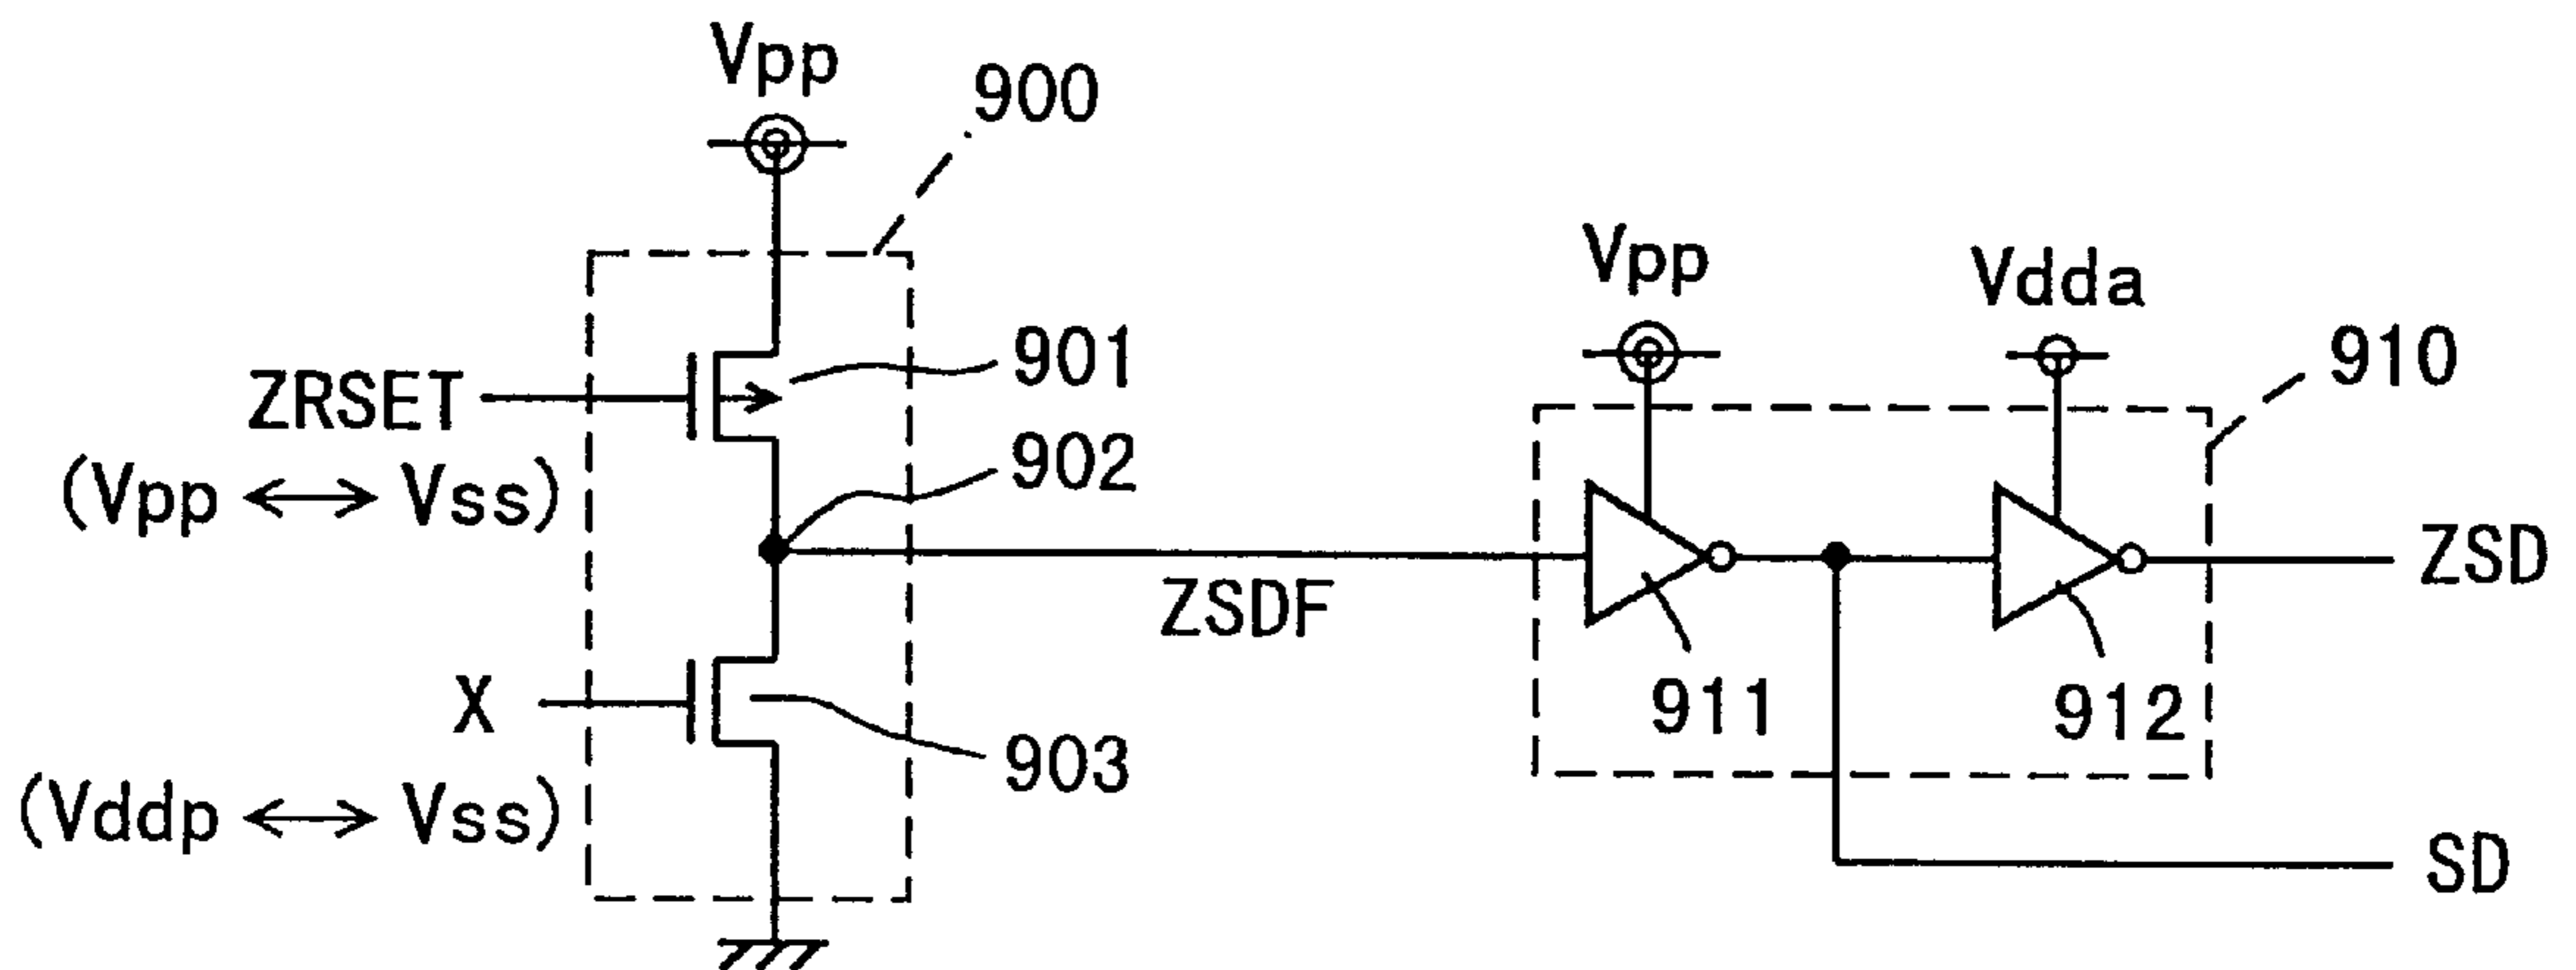 Vpp
900
Vpp
Vdda
901
910
ZRSET
902
(Vpp ↔ Vss)
ZSD
ZSDF
X
911
912
903
(Vddp ↔ Vss)
SD